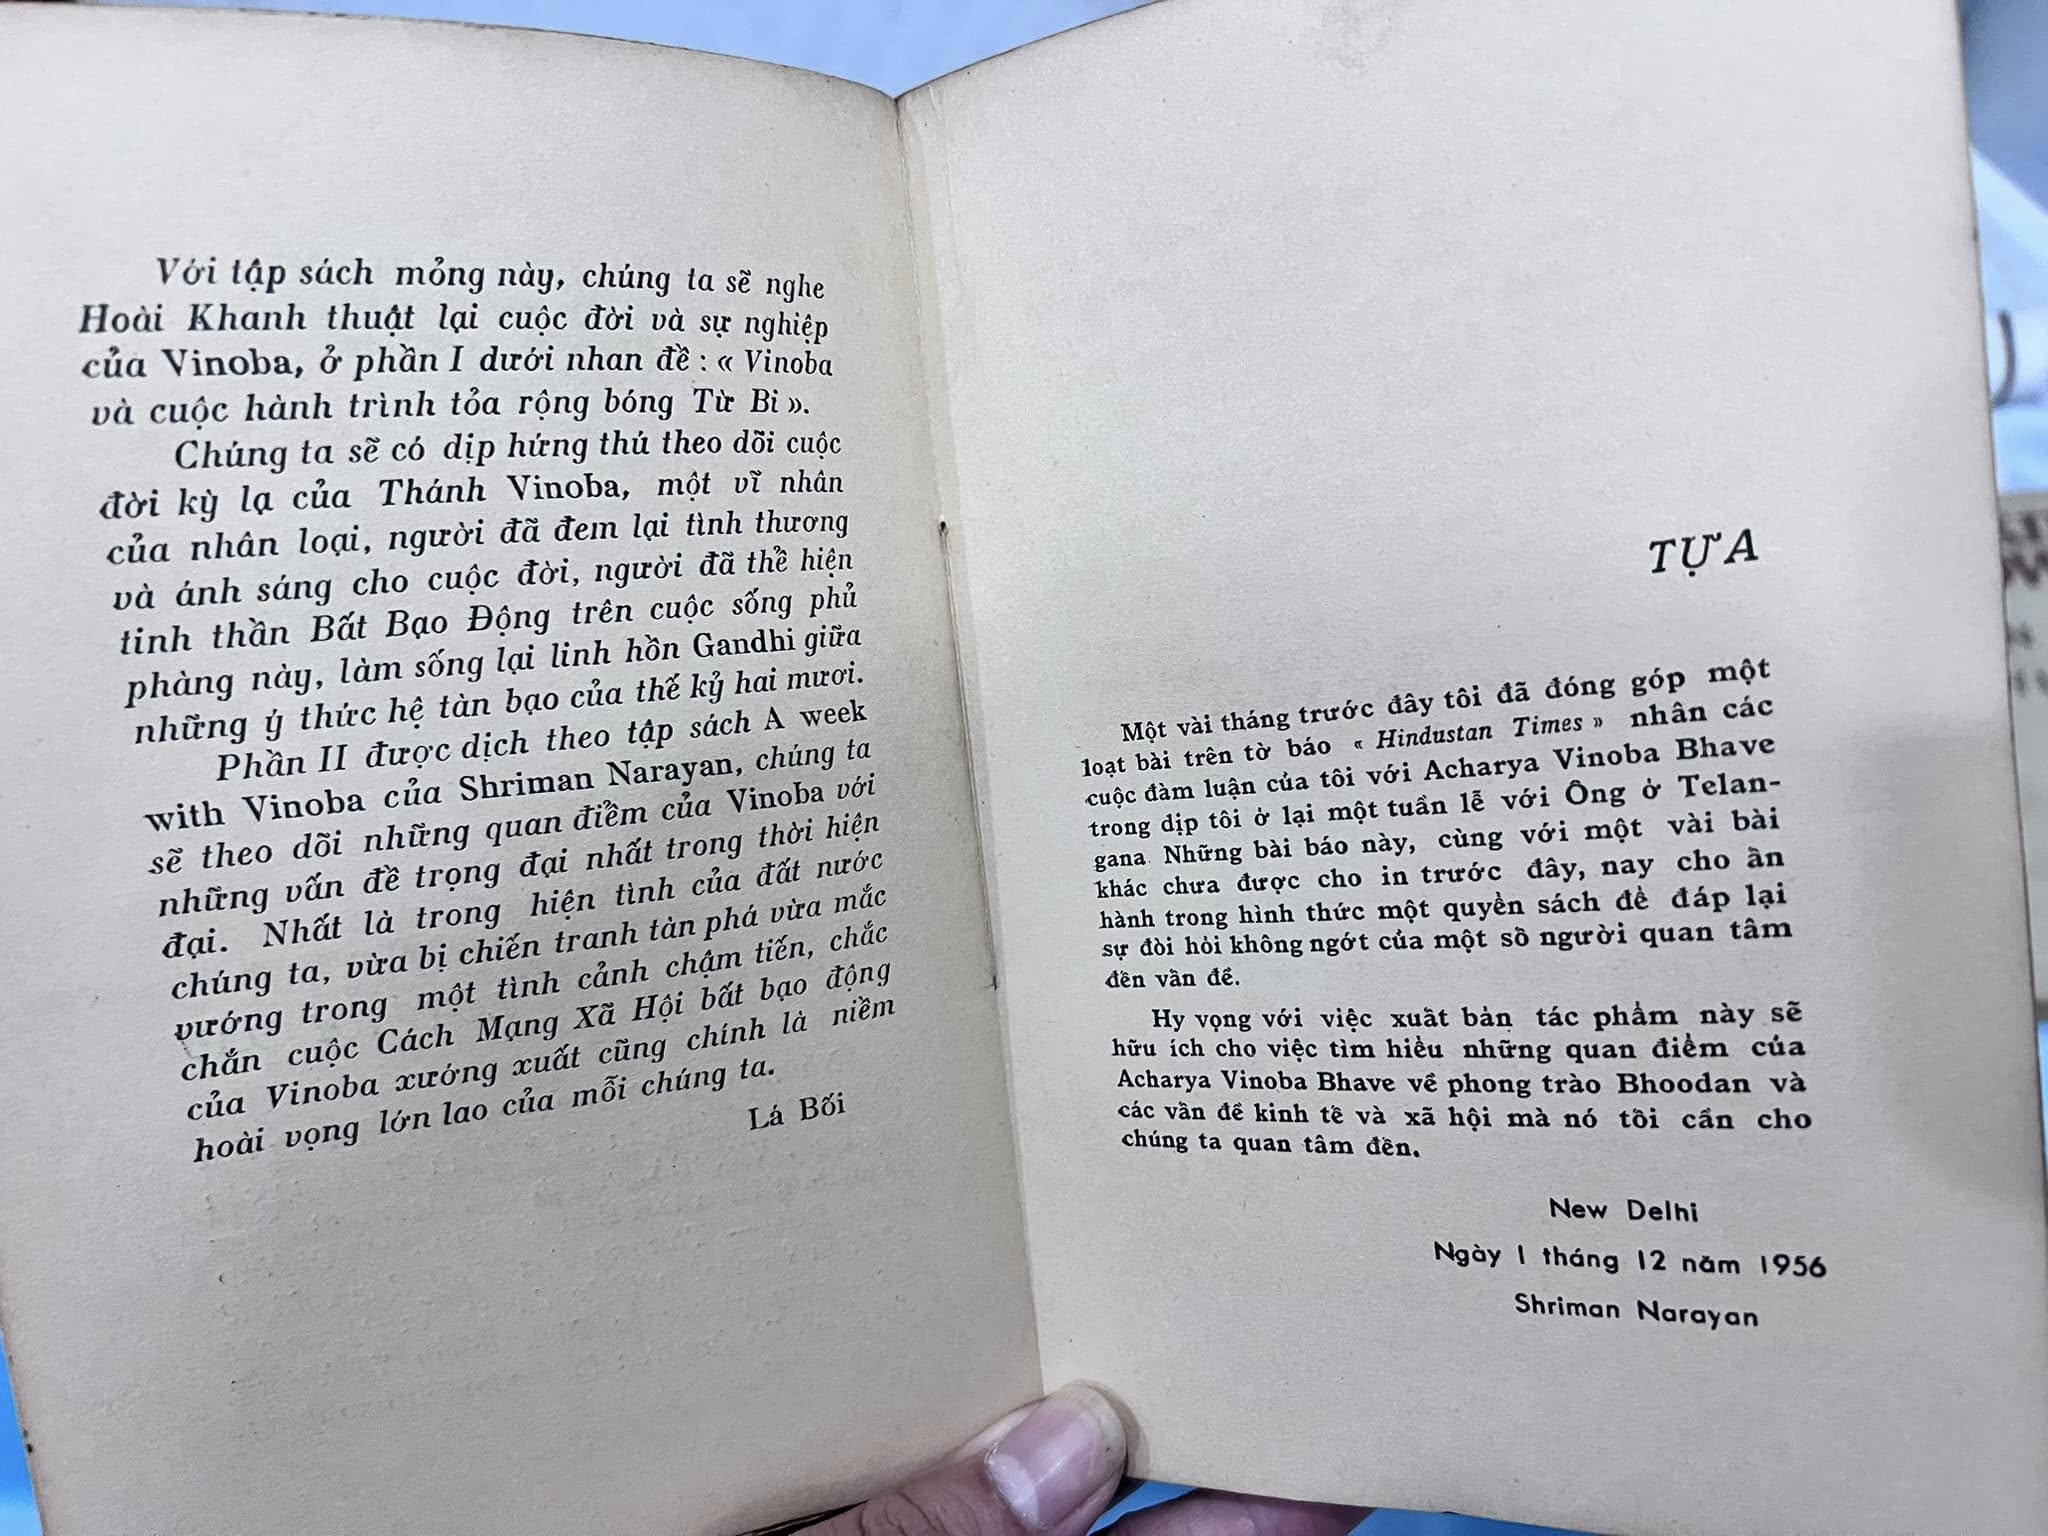 Với tập sách mỏng này, chúng ta sẽ nghe
Hoài Khanh thuật lại cuộc đời và sự nghiệp
của Vinoba, ở phần I dưới nhan đề : « Vinoba
và cuộc hành trình tỏa rộng bóng Từ Bi ».
Chúng ta sẽ có dịp hứng thú theo dõi cuộc
đời kỳ lạ của Thánh Vinoba, một vĩ nhân
của nhân loại, người đã đem lại tình thương
và ánh sáng cho cuộc đời, người đã thể hiện
tinh thần Bất Bạo Động trên cuộc sống phủ
phàng này, làm sống lại linh hồn Gandhi giữa
những ý thức hệ tàn bạo của thế kỷ hai mươi.
Phần II được dịch theo tập sách A week
with Vinoba của Shriman Narayan, chúng ta
sẽ theo dõi những quan điểm của Vinoba với
những vấn đề trọng đại nhất trong thời hiện
đại. Nhất là trong hiện tình của đất nước
chúng ta, vừa bị chiến tranh tàn phá vừa mắc
vướng trong một tình cảnh chậm tiến, chắc
chắn cuộc Cách Mạng Xã Hội bất bạo động
của Vinoba xướng xuất cũng chính là niềm
hoài vọng lớn lao của mỗi chúng ta.
Lá Bối
TỰA
Một vài tháng trước đây tôi đã đóng góp một
loạt bài trên tờ báo « Hindustan Times » nhân các
cuộc đàm luận của tôi với Acharya Vinoba Bhave
trong dịp tôi ở lại một tuần lễ với Ông ở Telan-
gana. Những bài báo này, cùng với một vài bài
khác chưa được cho in trước đây, nay cho ấn
hành trong hình thức một quyển sách để đáp lại
sự đòi hỏi không ngớt của một số người quan tâm
đến vấn đề.
Hy vọng với việc xuất bản tác phẩm này sẽ
hữu ích cho việc tìm hiểu những quan điểm của
Acharya Vinoba Bhave về phong trào Bhoodan và
các vấn đề kinh tế và xã hội mà nó tối cần cho
chúng ta quan tâm đến.
New Delhi
Ngày 1 tháng 12 năm 1956
Shriman Narayan